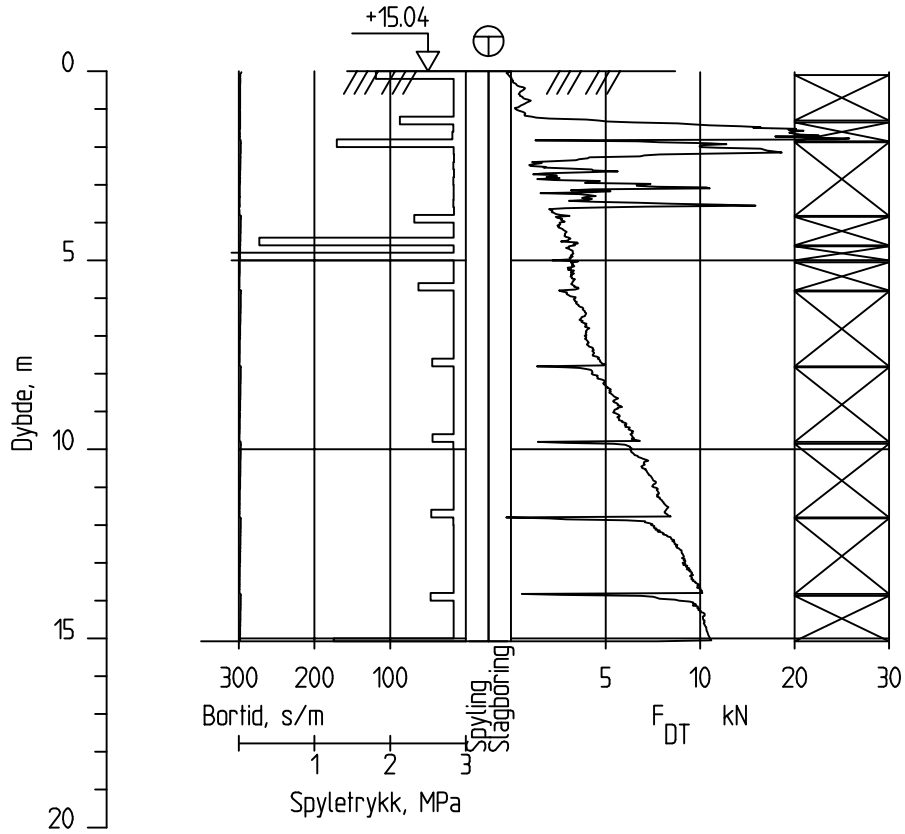 +15.04
T
0
5
10
15
20
Dybde, m
300 200 100
5 10 20 30
Bortid, s/m
Spyling
Slagboring
F DT kN
1 2 3
Spyletrykk, MPa